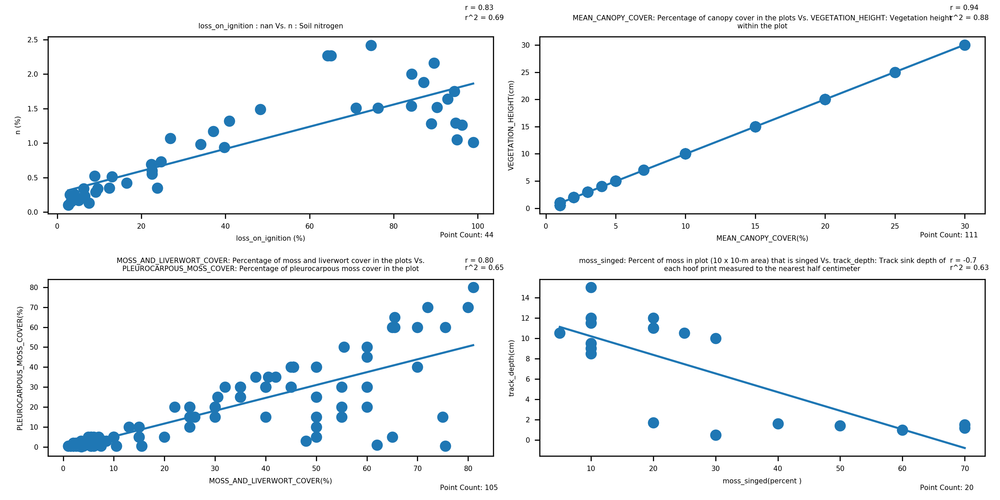 r = 0.83
r^2 = 0.69
loss_on_ignition : nan Vs. n : Soil nitrogen
2.5
2.0
1.5
1.0
0.5
0.0
n (%)
0 20 40 60 80 100
loss_on_ignition (%)
Point Count: 44
r = 0.94
r^2 = 0.88
MEAN_CANOPY_COVER: Percentage of canopy cover in the plots Vs. VEGETATION_HEIGHT: Vegetation height
within the plot
30
25
20
15
10
5
0
VEGETATION_HEIGHT(cm)
0 5 10 15 20 25 30
MEAN_CANOPY_COVER(%)
Point Count: 111
MOSS_AND_LIVERWORT_COVER: Percentage of moss and liverwort cover in the plots Vs.
PLEUROCARPOUS_MOSS_COVER: Percentage of pleurocarpous moss cover in the plot
r = 0.80
r^2 = 0.65
80
70
60
50
40
30
20
10
0
PLEUROCARPOUS_MOSS_COVER(%)
0 10 20 30 40 50 60 70 80
MOSS_AND_LIVERWORT_COVER(%)
Point Count: 105
moss_singed: Percent of moss in plot (10 x 10-m area) that is singed Vs. track_depth: Track sink depth of
each hoof print measured to the nearest half centimeter
r = -0.7
r^2 = 0.63
14
12
10
8
6
4
2
0
track_depth(cm)
10 20 30 40 50 60 70
moss_singed(percent )
Point Count: 20